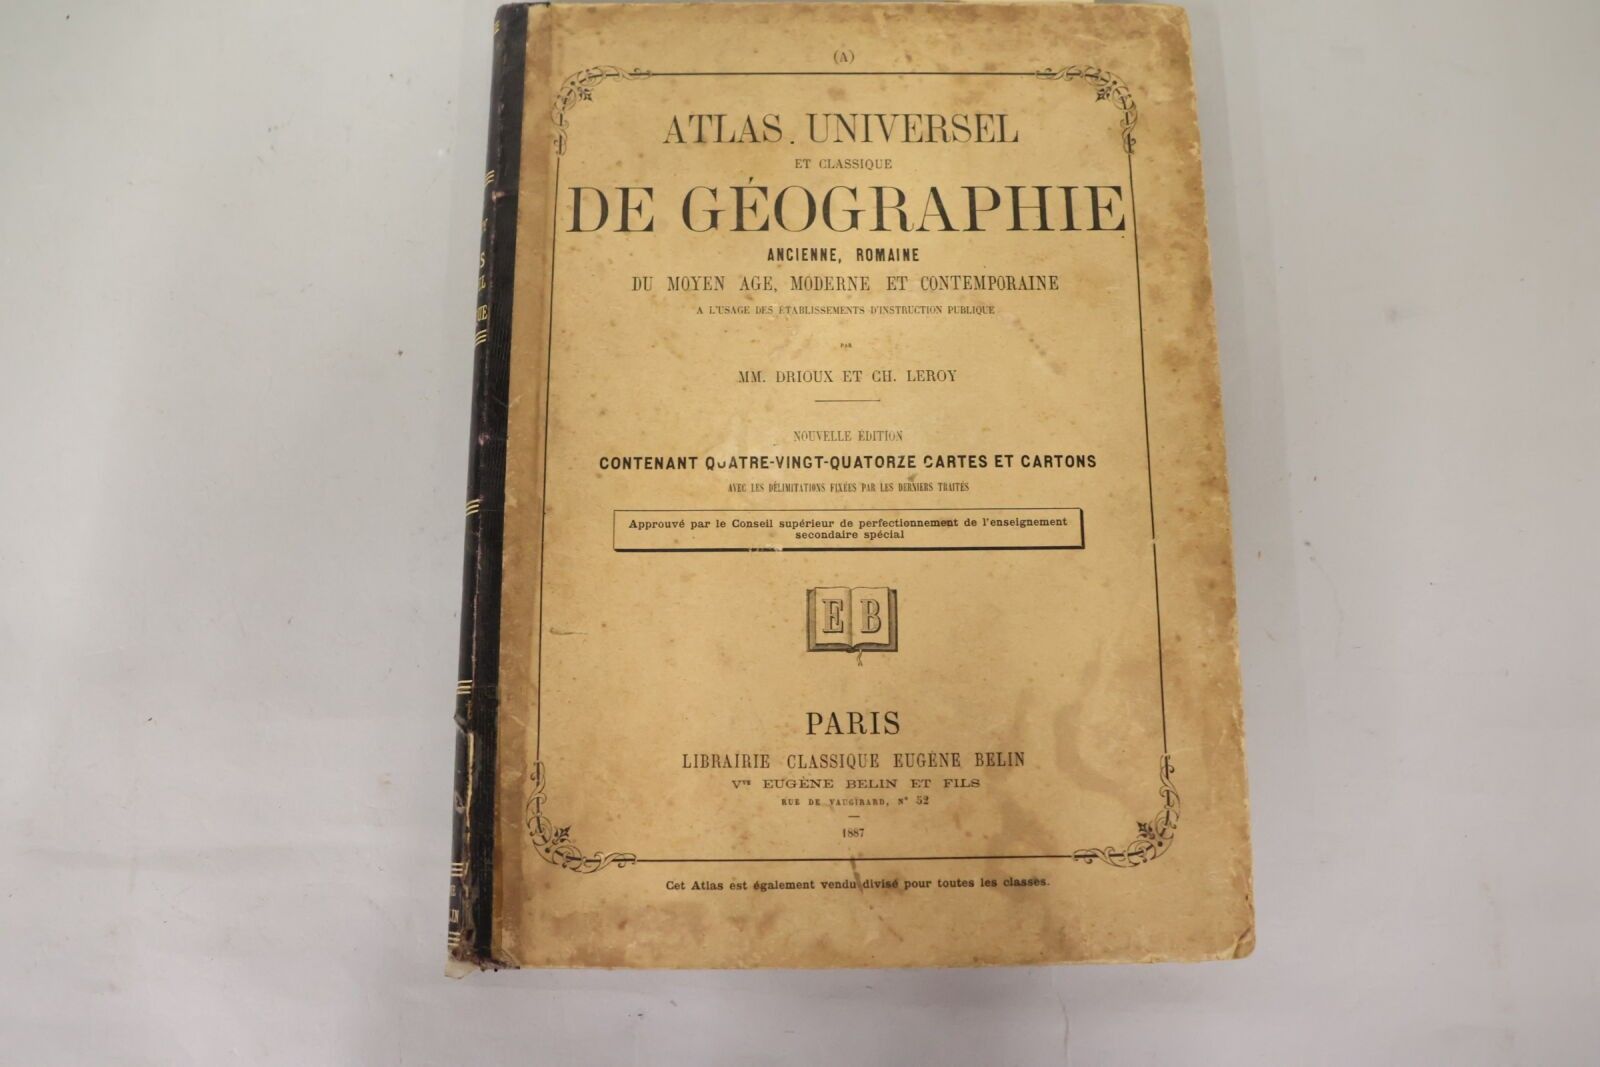 (A)
ATLAS UNIVERSEL
ET CLASSIQUE
DE GÉOGRAPHIE
ANCIENNE, ROMAINE
DU MOYEN AGE, MODERNE ET CONTEMPORAINE
A L'USAGE DES ÉTABLISSEMENTS D'INSTRUCTION PUBLIQUE
PAR
MM. DRIOUX ET CH. LEROY
NOUVELLE ÉDITION
CONTENANT QUATRE-VINGT-QUATORZE CARTES ET CARTONS
AVEC LES DÉLIMITATIONS FIXÉES PAR LES DERNIERS TRAITÉS
Approuvé par le Conseil supérieur de perfectionnement de l'enseignement
secondaire spécial
E B
PARIS
LIBRAIRIE CLASSIQUE EUGÈNE BELIN
Vve EUGÈNE BELIN ET FILS
RUE DE VAUGIRARD, N° 52
1887
Cet Atlas est également vendu divisé pour toutes les classes.